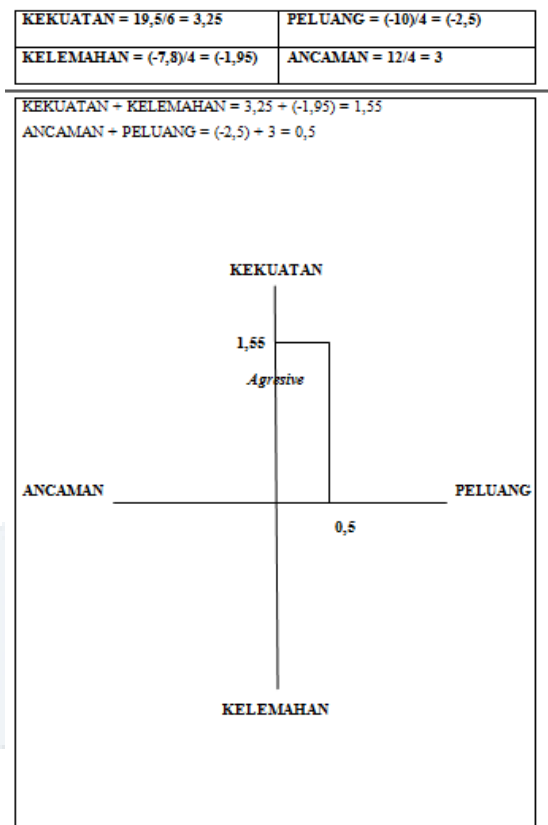 KEKUATAN = 19,5/6 = 3,25
PELUANG = (-10)/4 = (-2,5)
KELEMAHAN = (-7,8)/4 = (-1,95)
ANCAMAN = 12/4 = 3
KEKUATAN + KELEMAHAN = 3,25 + (-1,95) = 1,55
ANCAMAN + PELUANG = (-2,5) + 3 = 0,5
KEKUATAN
1,55
Agresive
ANCAMAN
PELUANG
0,5
KELEMAHAN